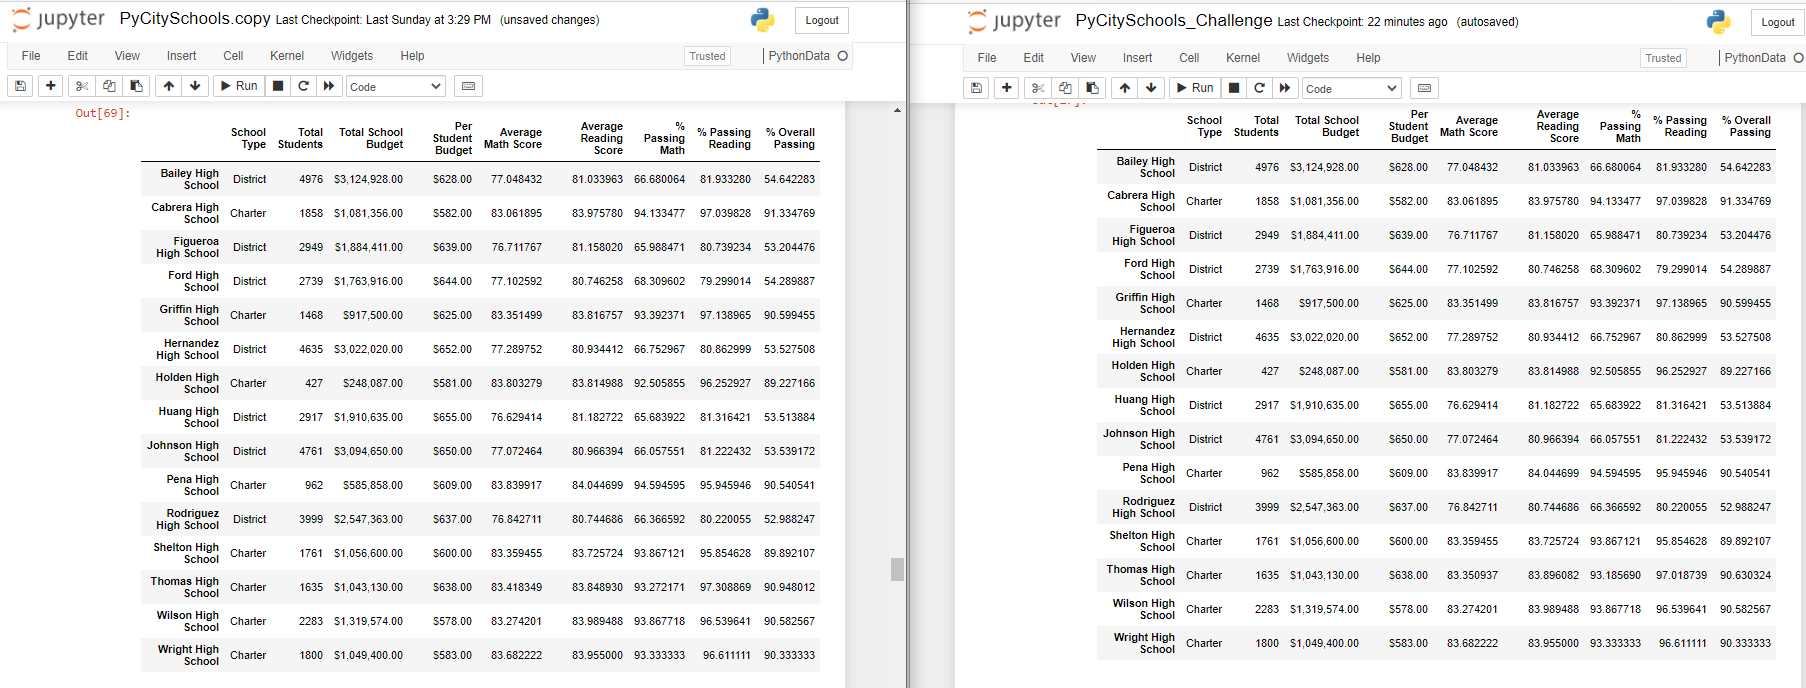 jupyter PyCitySchools.copy Last Checkpoint: Last Sunday at 3:29 PM (unsaved changes) Logout
File Edit View Insert Cell Kernel Widgets Help Trusted PythonData
Run Code
Out[69]:
School Type Total Students Total School Budget Per Student Budget Average Math Score Average Reading Score % Passing Math % Passing Reading % Overall Passing
Bailey High School District 4976 $3,124,928.00 $628.00 77.048432 81.033963 66.680064 81.933280 54.642283
Cabrera High School Charter 1858 $1,081,356.00 $582.00 83.061895 83.975780 94.133477 97.039828 91.334769
Figueroa High School District 2949 $1,884,411.00 $639.00 76.711767 81.158020 65.988471 80.739234 53.204476
Ford High School District 2739 $1,763,916.00 $644.00 77.102592 80.746258 68.309602 79.299014 54.289887
Griffin High School Charter 1468 $917,500.00 $625.00 83.351499 83.816757 93.392371 97.138965 90.599455
Hernandez High School District 4635 $3,022,020.00 $652.00 77.289752 80.934412 66.752967 80.862999 53.527508
Holden High School Charter 427 $248,087.00 $581.00 83.803279 83.814988 92.505855 96.252927 89.227166
Huang High School District 2917 $1,910,635.00 $655.00 76.629414 81.182722 65.683922 81.316421 53.513884
Johnson High School District 4761 $3,094,650.00 $650.00 77.072464 80.966394 66.057551 81.222432 53.539172
Pena High School Charter 962 $585,858.00 $609.00 83.839917 84.044699 94.594595 95.945946 90.540541
Rodriguez High School District 3999 $2,547,363.00 $637.00 76.842711 80.744686 66.366592 80.220055 52.988247
Shelton High School Charter 1761 $1,056,600.00 $600.00 83.359455 83.725724 93.867121 95.854628 89.892107
Thomas High School Charter 1635 $1,043,130.00 $638.00 83.418349 83.848930 93.272171 97.308869 90.948012
Wilson High School Charter 2283 $1,319,574.00 $578.00 83.274201 83.989488 93.867718 96.539641 90.582567
Wright High School Charter 1800 $1,049,400.00 $583.00 83.682222 83.955000 93.333333 96.611111 90.333333
jupyter PyCitySchools_Challenge Last Checkpoint: 22 minutes ago (autosaved) Logout
File Edit View Insert Cell Kernel Widgets Help Trusted PythonData
Run Code
School Type Total Students Total School Budget Per Student Budget Average Math Score Average Reading Score % Passing Math % Passing Reading % Overall Passing
Bailey High School District 4976 $3,124,928.00 $628.00 77.048432 81.033963 66.680064 81.933280 54.642283
Cabrera High School Charter 1858 $1,081,356.00 $582.00 83.061895 83.975780 94.133477 97.039828 91.334769
Figueroa High School District 2949 $1,884,411.00 $639.00 76.711767 81.158020 65.988471 80.739234 53.204476
Ford High School District 2739 $1,763,916.00 $644.00 77.102592 80.746258 68.309602 79.299014 54.289887
Griffin High School Charter 1468 $917,500.00 $625.00 83.351499 83.816757 93.392371 97.138965 90.599455
Hernandez High School District 4635 $3,022,020.00 $652.00 77.289752 80.934412 66.752967 80.862999 53.527508
Holden High School Charter 427 $248,087.00 $581.00 83.803279 83.814988 92.505855 96.252927 89.227166
Huang High School District 2917 $1,910,635.00 $655.00 76.629414 81.182722 65.683922 81.316421 53.513884
Johnson High School District 4761 $3,094,650.00 $650.00 77.072464 80.966394 66.057551 81.222432 53.539172
Pena High School Charter 962 $585,858.00 $609.00 83.839917 84.044699 94.594595 95.945946 90.540541
Rodriguez High School District 3999 $2,547,363.00 $637.00 76.842711 80.744686 66.366592 80.220055 52.988247
Shelton High School Charter 1761 $1,056,600.00 $600.00 83.359455 83.725724 93.867121 95.854628 89.892107
Thomas High School Charter 1635 $1,043,130.00 $638.00 83.350937 83.896082 93.185690 97.018739 90.630324
Wilson High School Charter 2283 $1,319,574.00 $578.00 83.274201 83.989488 93.867718 96.539641 90.582567
Wright High School Charter 1800 $1,049,400.00 $583.00 83.682222 83.955000 93.333333 96.611111 90.333333